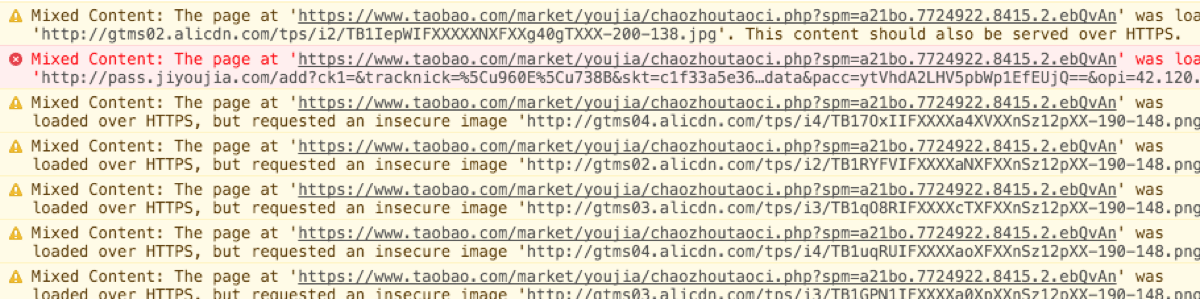 Mixed Content: The page at 'https://www.taobao.com/market/youjia/chaozhoutaoci.php?spm=a21bo.7724922.8415.2.ebQvAn' was loa
'http://gtms02.alicdn.com/tps/i2/TB1IepWIFXXXXXNXFXXg40gTXXX-200-138.jpg'. This content should also be served over HTTPS.
Mixed Content: The page at 'https://www.taobao.com/market/youjia/chaozhoutaoci.php?spm=a21bo.7724922.8415.2.ebQvAn' was loa
'http://pass.jiyoujia.com/add?ck1=&tracknick=%5Cu960E%5Cu738B&skt=c1f33a5e36…data&pacc=ytVhdA2LHV5pbWp1EfEUjQ==&opi=42.120.
Mixed Content: The page at 'https://www.taobao.com/market/youjia/chaozhoutaoci.php?spm=a21bo.7724922.8415.2.ebQvAn' was
loaded over HTTPS, but requested an insecure image 'http://gtms04.alicdn.com/tps/i4/TB17OxIIFXXXXa4XVXXnSz12pXX-190-148.png
Mixed Content: The page at 'https://www.taobao.com/market/youjia/chaozhoutaoci.php?spm=a21bo.7724922.8415.2.ebQvAn' was
loaded over HTTPS, but requested an insecure image 'http://gtms02.alicdn.com/tps/i2/TB1RYFVIFXXXXaNXFXXnSz12pXX-190-148.png
Mixed Content: The page at 'https://www.taobao.com/market/youjia/chaozhoutaoci.php?spm=a21bo.7724922.8415.2.ebQvAn' was
loaded over HTTPS, but requested an insecure image 'http://gtms03.alicdn.com/tps/i3/TB1qO8RIFXXXXcTXFXXnSz12pXX-190-148.png
Mixed Content: The page at 'https://www.taobao.com/market/youjia/chaozhoutaoci.php?spm=a21bo.7724922.8415.2.ebQvAn' was
loaded over HTTPS, but requested an insecure image 'http://gtms04.alicdn.com/tps/i4/TB1uqRUIFXXXXaoXFXXnSz12pXX-190-148.png
Mixed Content: The page at 'https://www.taobao.com/market/youjia/chaozhoutaoci.php?spm=a21bo.7724922.8415.2.ebQvAn' was
loaded over HTTPS, but requested an insecure image 'http://gtms03.alicdn.com/tps/i3/TB1GPN1IFXXXXa0XpXXnSz12pXX-190-148.png